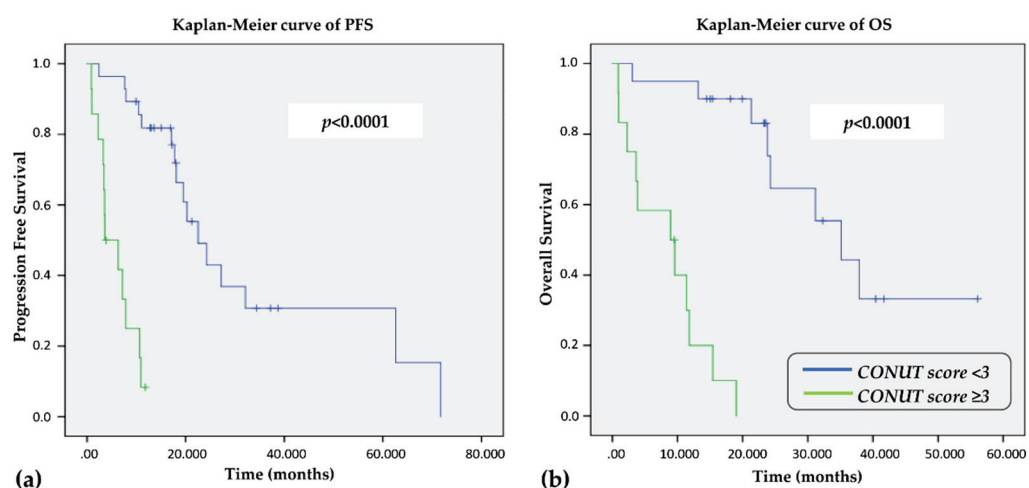 Kaplan-Meier curve of PFS
p<0.0001
Progression Free Survival
1.0
0.8
0.6
0.4
0.2
0.0
.00 20.000 40.000 60.000 80.000
Time (months)
(a)
Kaplan-Meier curve of OS
p<0.0001
Overall Survival
1.0
0.8
0.6
0.4
0.2
0.0
CONUT score <3
CONUT score ≥3
.00 10.000 20.000 30.000 40.000 50.000 60.000
Time (months)
(b)